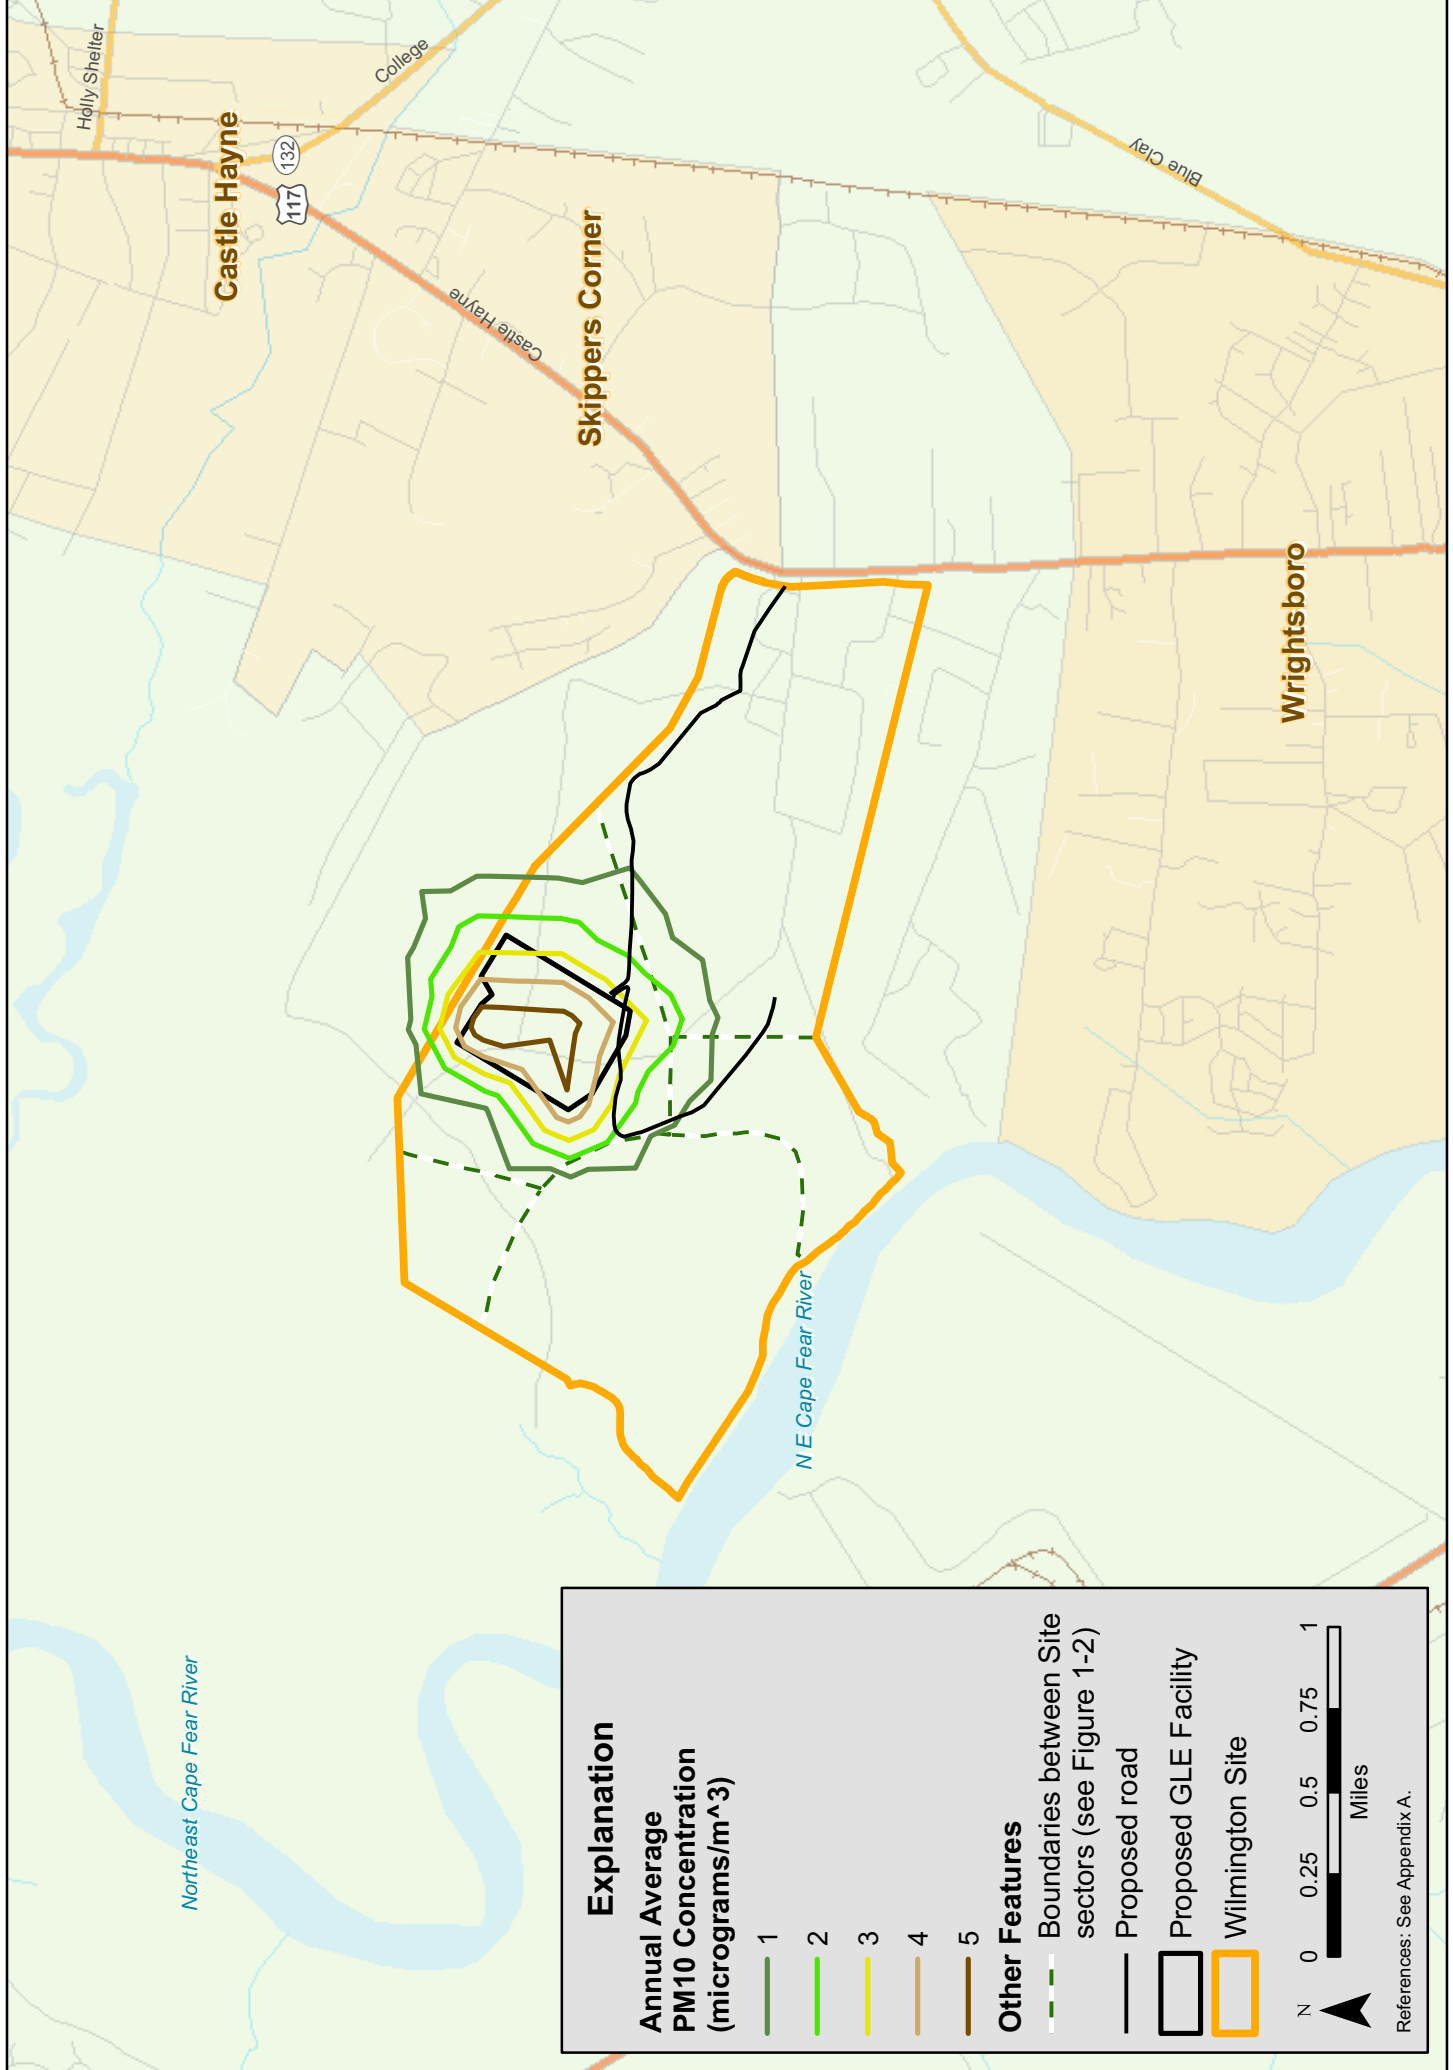 Holly Shelter
College
Castle Hayne
132
117
Castle Hayne
Skippers Corner
Blue Clay
Wrightsboro
N E Cape Fear River
Northeast Cape Fear River
Explanation
Annual Average
PM10 Concentration
(micrograms/m^3)
1
2
3
4
5
Other Features
Boundaries between Site
sectors (see Figure 1-2)
Proposed road
Proposed GLE Facility
Wilmington Site
N
0 0.25 0.5 0.75 1
Miles
References: See Appendix A.